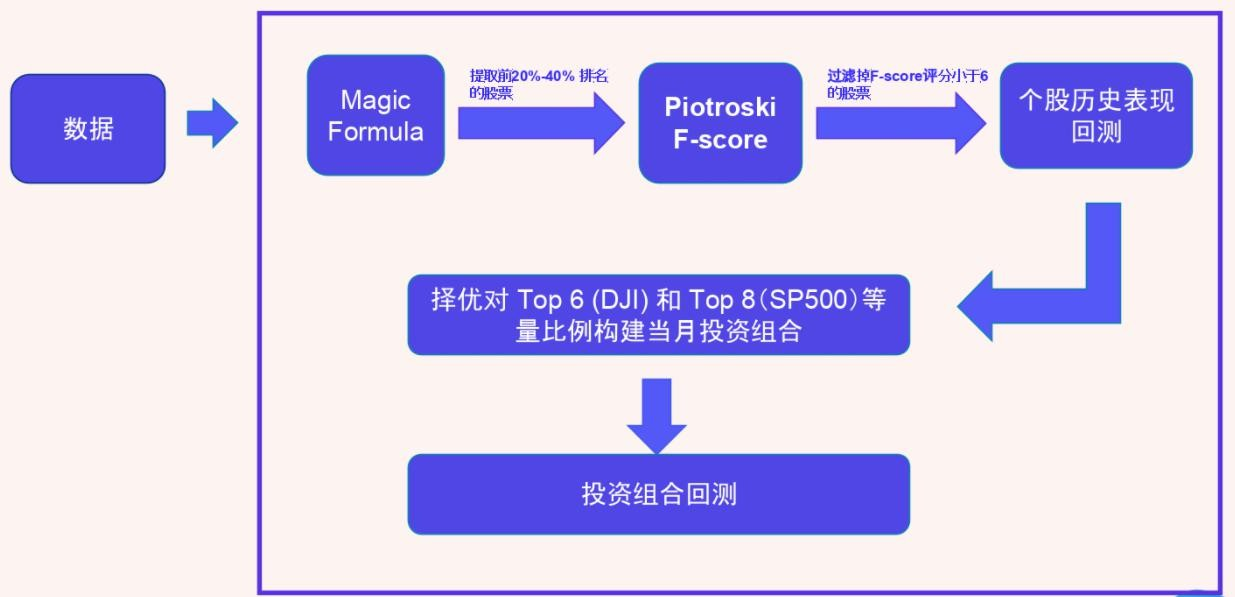 数据
Magic
Formula
提取前20%-40% 排名
的股票
Piotroski
F-score
过滤掉F-score评分小于6
的股票
个股历史表现
回测
择优对 Top 6 (DJI) 和 Top 8（SP500）等
量比例构建当月投资组合
投资组合回测